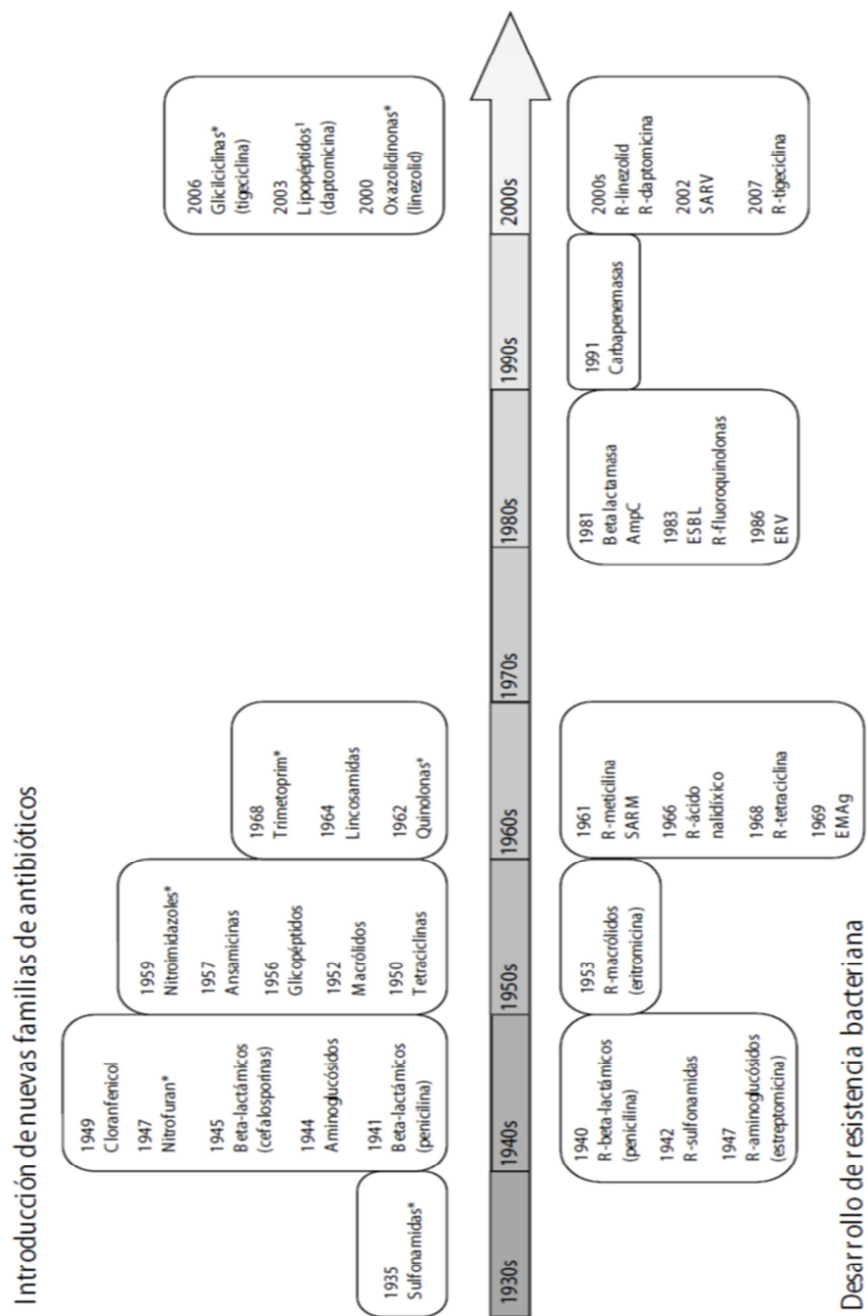 Introducción de nuevas familias de antibióticos
1935
Sulfonamidas*
1949
Cloranfenicol
1947
Nitrofuran*
1945
Beta-lactámicos
(cefalosporinas)
1944
Aminoglucósidos
1941
Beta-lactámicos
(penicilina)
1959
Nitroimidazoles*
1957
Ansamicinas
1956
Glicopéptidos
1952
Macrólidos
1950
Tetraciclinas
1968
Trimetoprim*
1964
Lincosamidas
1962
Quinolonas*
2006
Glicilciclinas*
(tigeciclina)
2003
Lipopéptidos¹
(daptomicina)
2000
Oxazolidinonas*
(linezolid)
1930s
1940s
1950s
1960s
1970s
1980s
1990s
2000s
1940
R-beta-lactámicos
(penicilina)
1942
R-sulfonamidas
1947
R-aminoglucósidos
(estreptomicina)
1953
R-macrólidos
(eritromicina)
1961
R-meticilina
SARM
1966
R-ácido
nalidíxico
1968
R-tetraciclina
1969
EMAg
1981
Beta lactamasa
AmpC
1983
ESBL
R-fluoroquinolonas
1986
ERV
1991
Carbapenemasas
2000s
R-linezolid
R-daptomicina
2002
SARV
2007
R-tigeciclina
Desarrollo de resistencia bacteriana